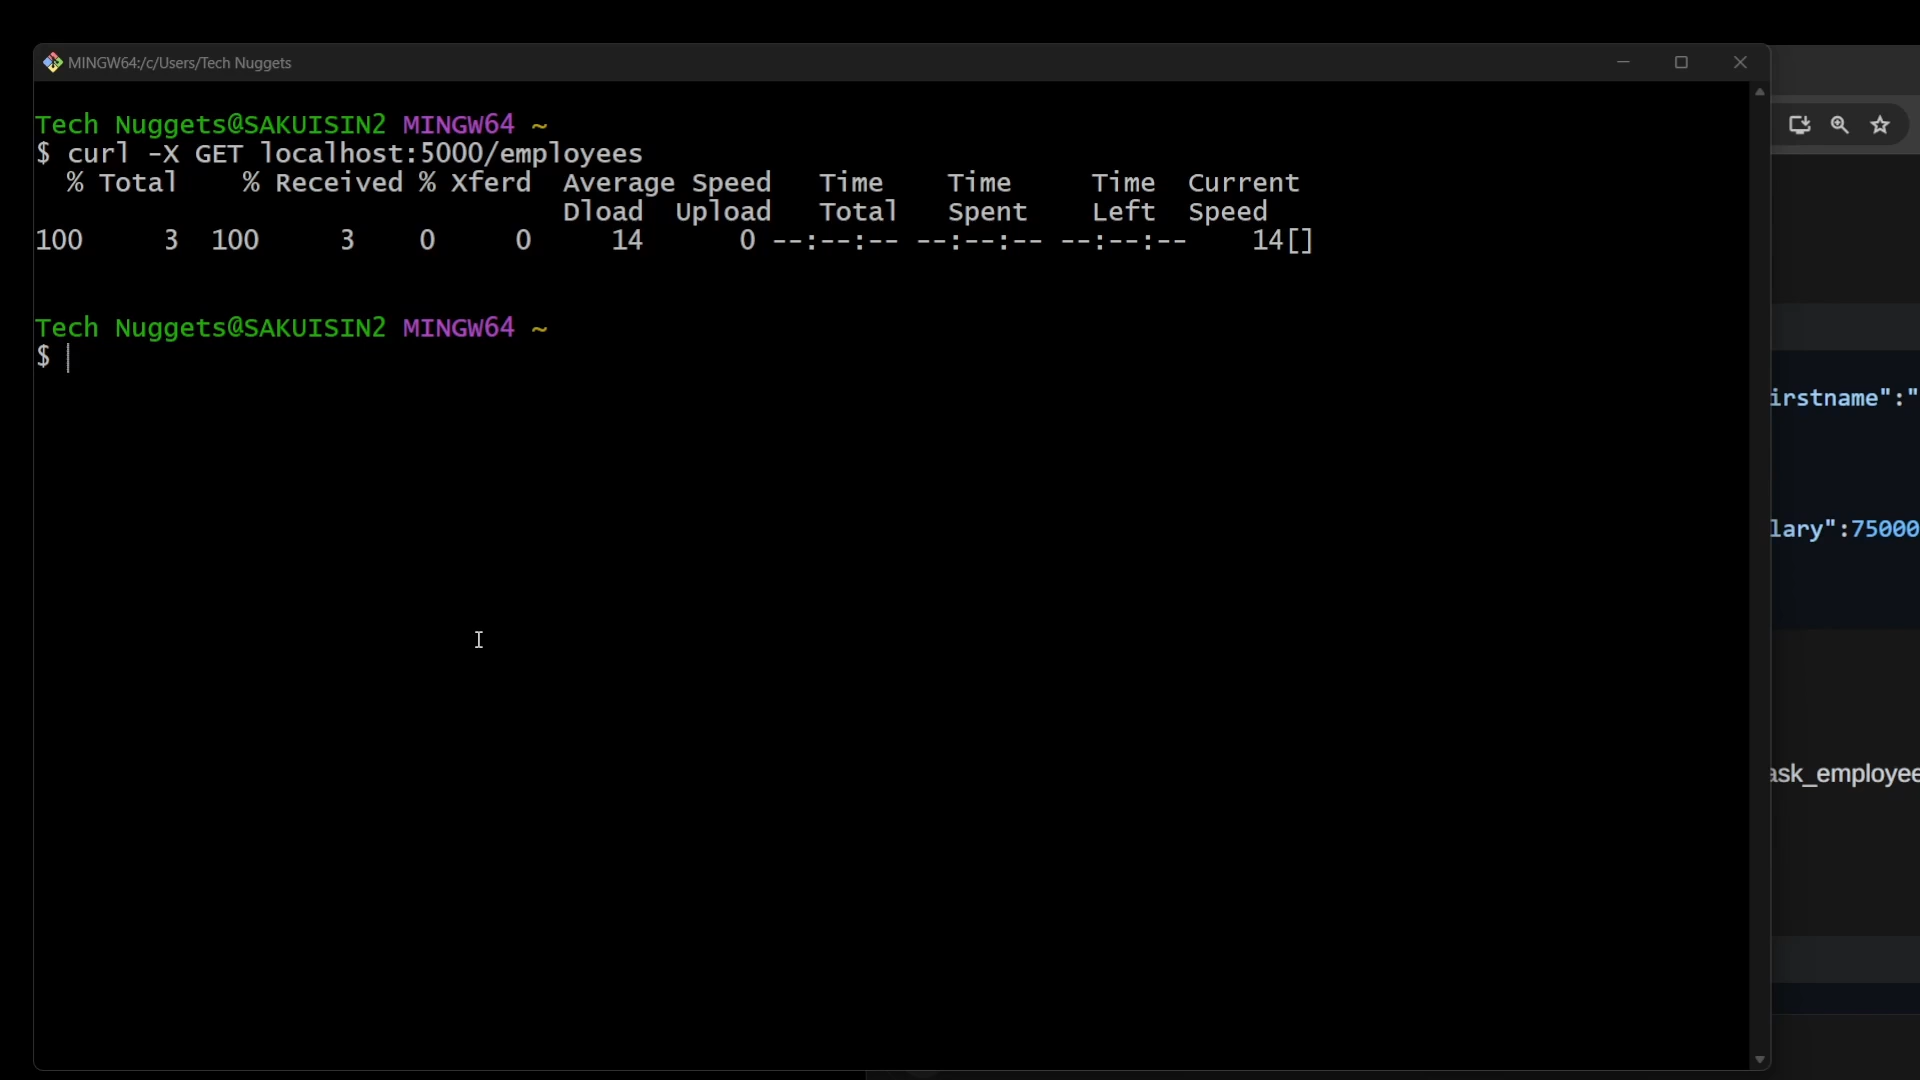 MINGW64:/c/Users/Tech Nuggets
Tech Nuggets@SAKUISIN2 MINGW64 ~
$ curl -X GET localhost:5000/employees
  % Total    % Received % Xferd  Average Speed   Time    Time     Time  Current
                                 Dload  Upload   Total   Spent    Left  Speed
100     3  100     3    0     0     14      0 --:--:-- --:--:-- --:--:--    14[]
Tech Nuggets@SAKUISIN2 MINGW64 ~
$
irstname":"
lary":75000
ask_employee